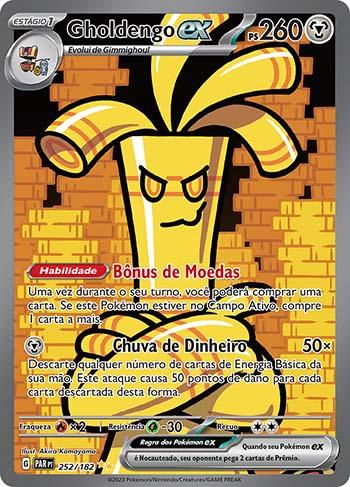 ESTÁGIO 1
Gholdengo ex PS 260
Evolui de Gimmighoul
Habilidade Bônus de Moedas
Uma vez durante o seu turno, você poderá comprar uma
carta. Se este Pokémon estiver no Campo Ativo, compre
1 carta a mais.
Chuva de Dinheiro 50×
Descarte qualquer número de cartas de Energia Básica da
sua mão. Este ataque causa 50 pontos de dano para cada
carta descartada desta forma.
Fraqueza ×2 Resistência -30 Recuo
Regra dos Pokémon ex
Quando seu Pokémon ex
é Nocauteado, seu oponente pega 2 cartas de Prêmio.
Ilust. Akira Komayama
G PAR PT 252/182
©2023 Pokémon/Nintendo/Creatures/GAME FREAK